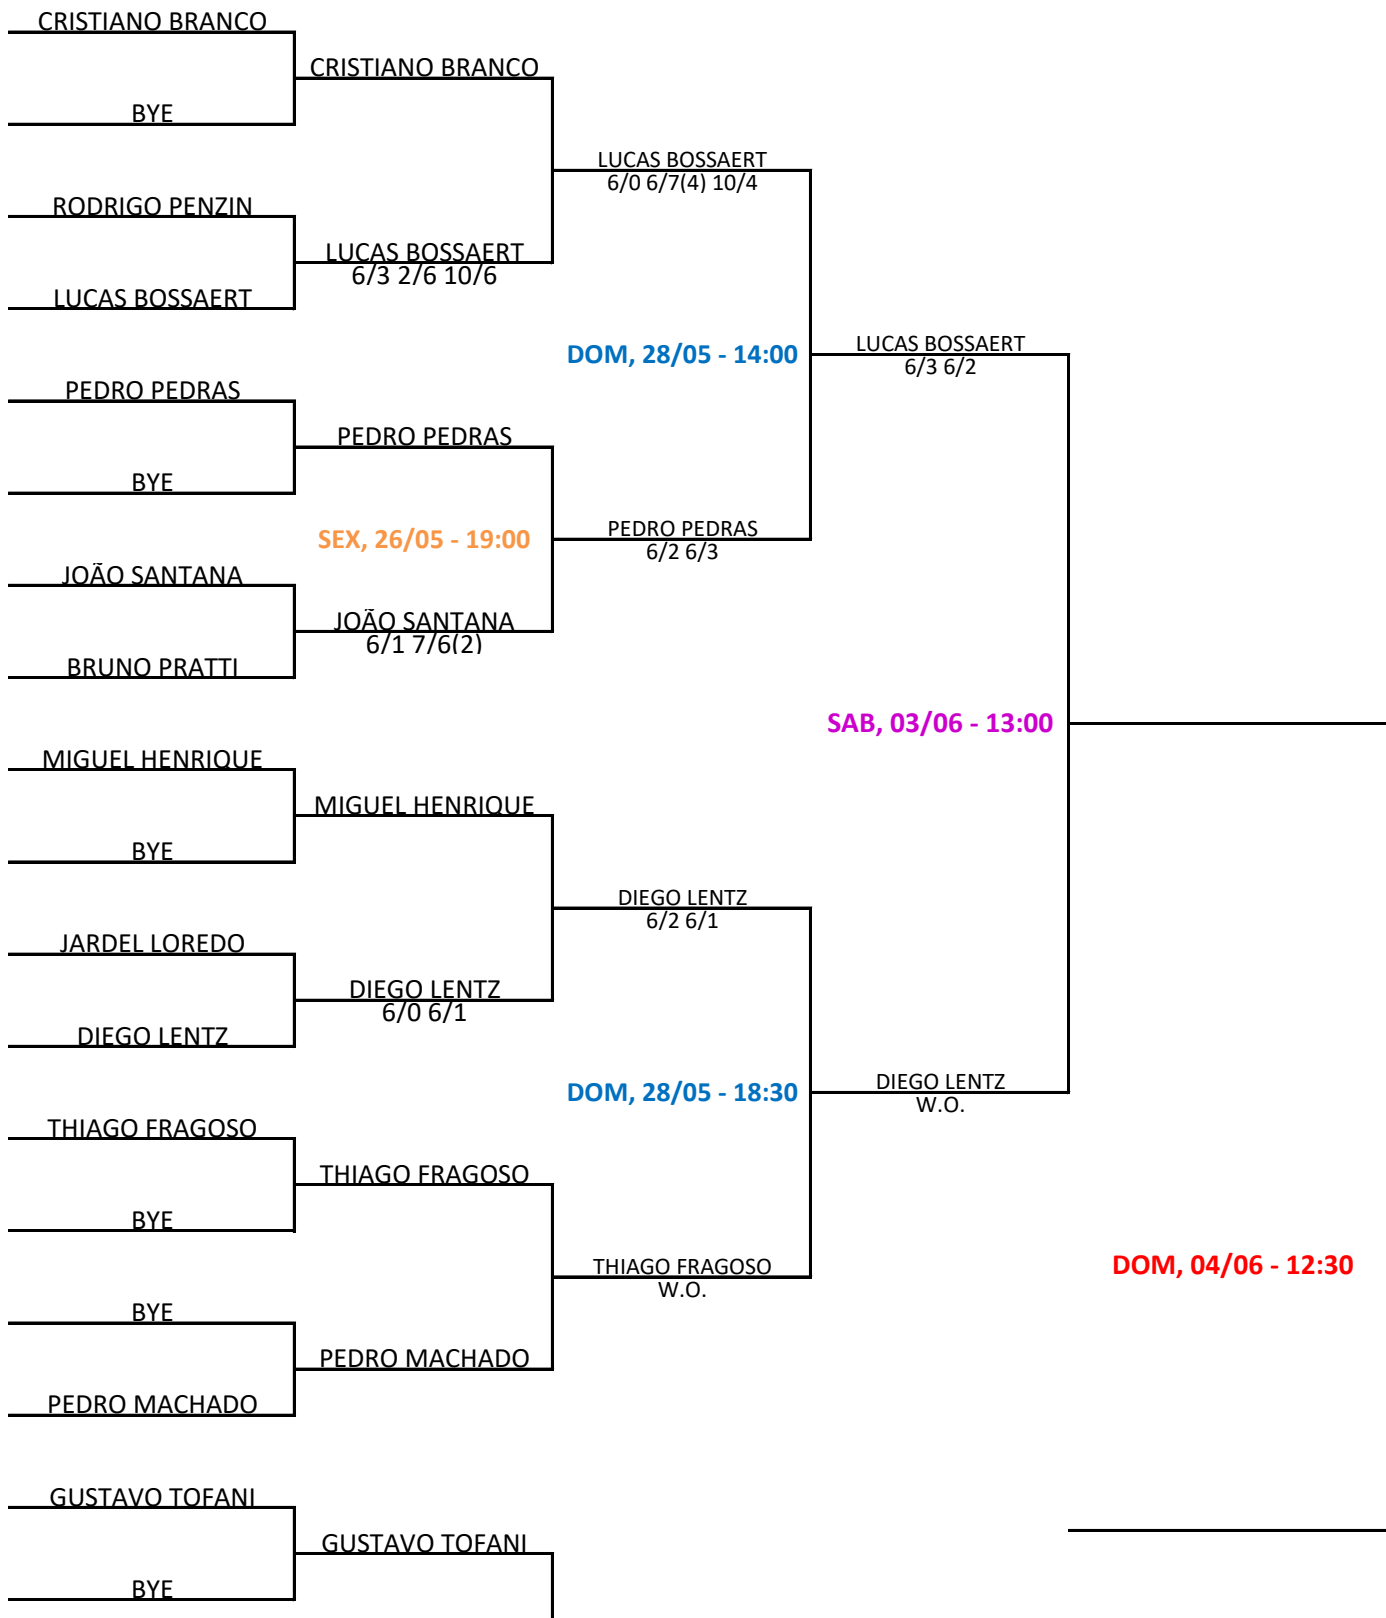 CRISTIANO BRANCO
CRISTIANO BRANCO
BYE
LUCAS BOSSAERT
6/0 6/7(4) 10/4
RODRIGO PENZIN
LUCAS BOSSAERT
6/3 2/6 10/6
LUCAS BOSSAERT
DOM, 28/05 - 14:00
LUCAS BOSSAERT
6/3 6/2
PEDRO PEDRAS
PEDRO PEDRAS
BYE
SEX, 26/05 - 19:00
PEDRO PEDRAS
6/2 6/3
JOÃO SANTANA
JOÃO SANTANA
6/1 7/6(2)
BRUNO PRATTI
SAB, 03/06 - 13:00
MIGUEL HENRIQUE
MIGUEL HENRIQUE
BYE
DIEGO LENTZ
6/2 6/1
JARDEL LOREDO
DIEGO LENTZ
6/0 6/1
DIEGO LENTZ
DOM, 28/05 - 18:30
DIEGO LENTZ
W.O.
THIAGO FRAGOSO
THIAGO FRAGOSO
BYE
THIAGO FRAGOSO
W.O.
DOM, 04/06 - 12:30
BYE
PEDRO MACHADO
PEDRO MACHADO
GUSTAVO TOFANI
GUSTAVO TOFANI
BYE